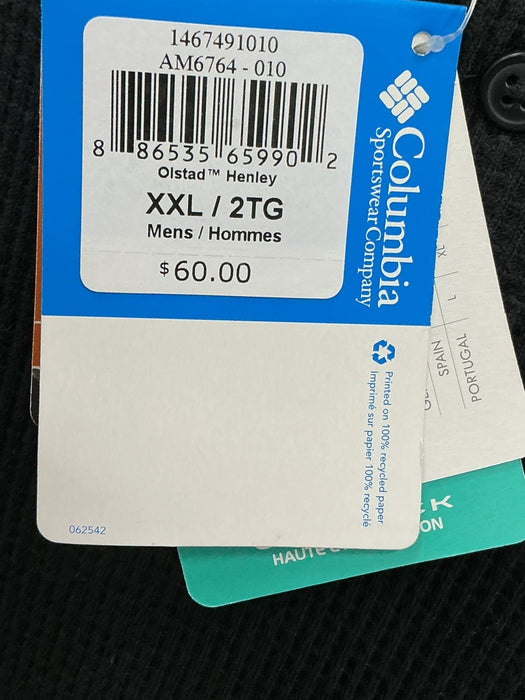 1467491010
AM6764 - 010
8 86535 65990 2
Olstad™ Henley
XXL / 2TG
Mens / Hommes
$60.00
Columbia
Sportswear Company
Printed on 100% recycled paper
Imprimé sur papier 100% recyclé
062542
XL
L
SPAIN
PORTUGAL
HAUTE
ON